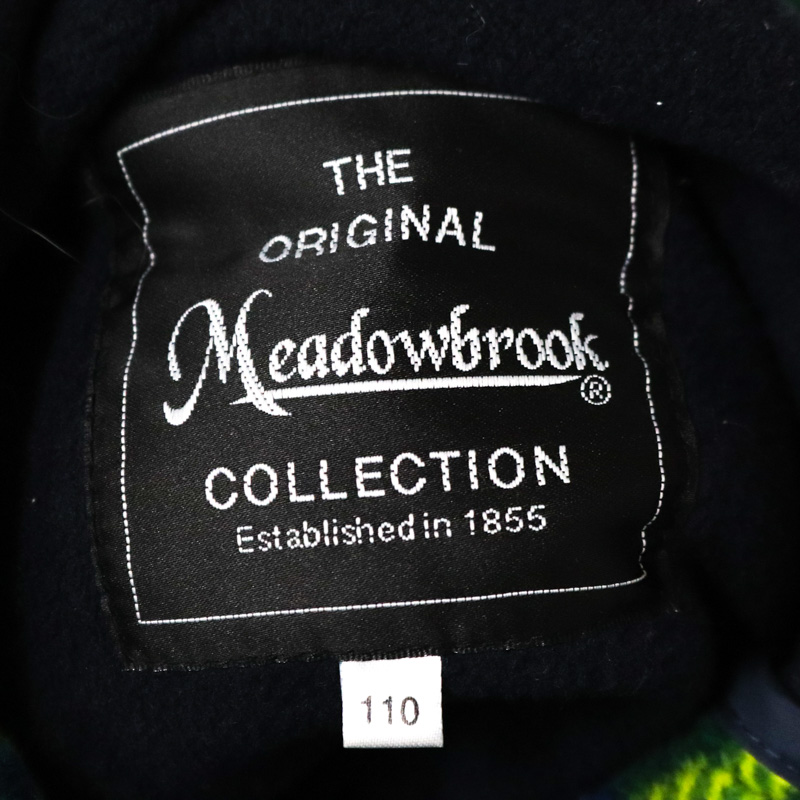 THE
ORIGINAL
Meadowbrook®
COLLECTION
Established in 1855
110